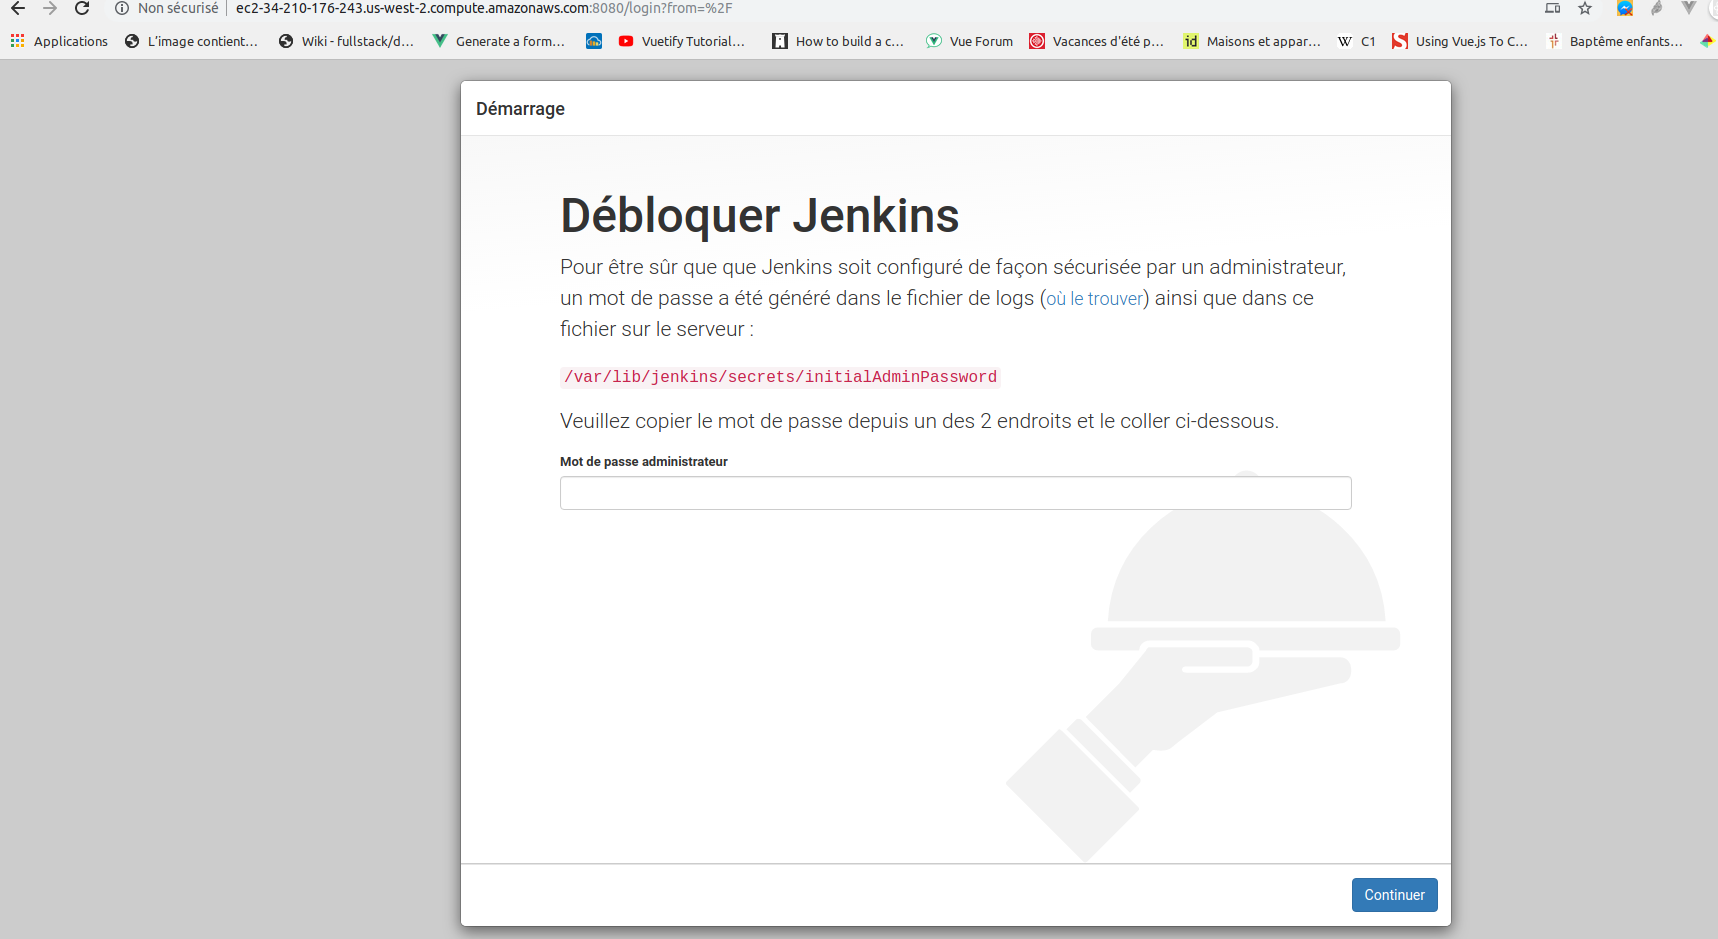 Non sécurisé
ec2-34-210-176-243.us-west-2.compute.amazonaws.com:8080/login?from=%2F
Applications
L'image contient...
Wiki - fullstack/d...
Generate a form...
Vuetify Tutorial...
How to build a c...
Vue Forum
Vacances d'été p...
id Maisons et appar...
W C1
Using Vue.js To C...
Baptême enfants...
Démarrage
Débloquer Jenkins
Pour être sûr que que Jenkins soit configuré de façon sécurisée par un administrateur,
un mot de passe a été généré dans le fichier de logs (où le trouver) ainsi que dans ce
fichier sur le serveur :
/var/lib/jenkins/secrets/initialAdminPassword
Veuillez copier le mot de passe depuis un des 2 endroits et le coller ci-dessous.
Mot de passe administrateur
Continuer